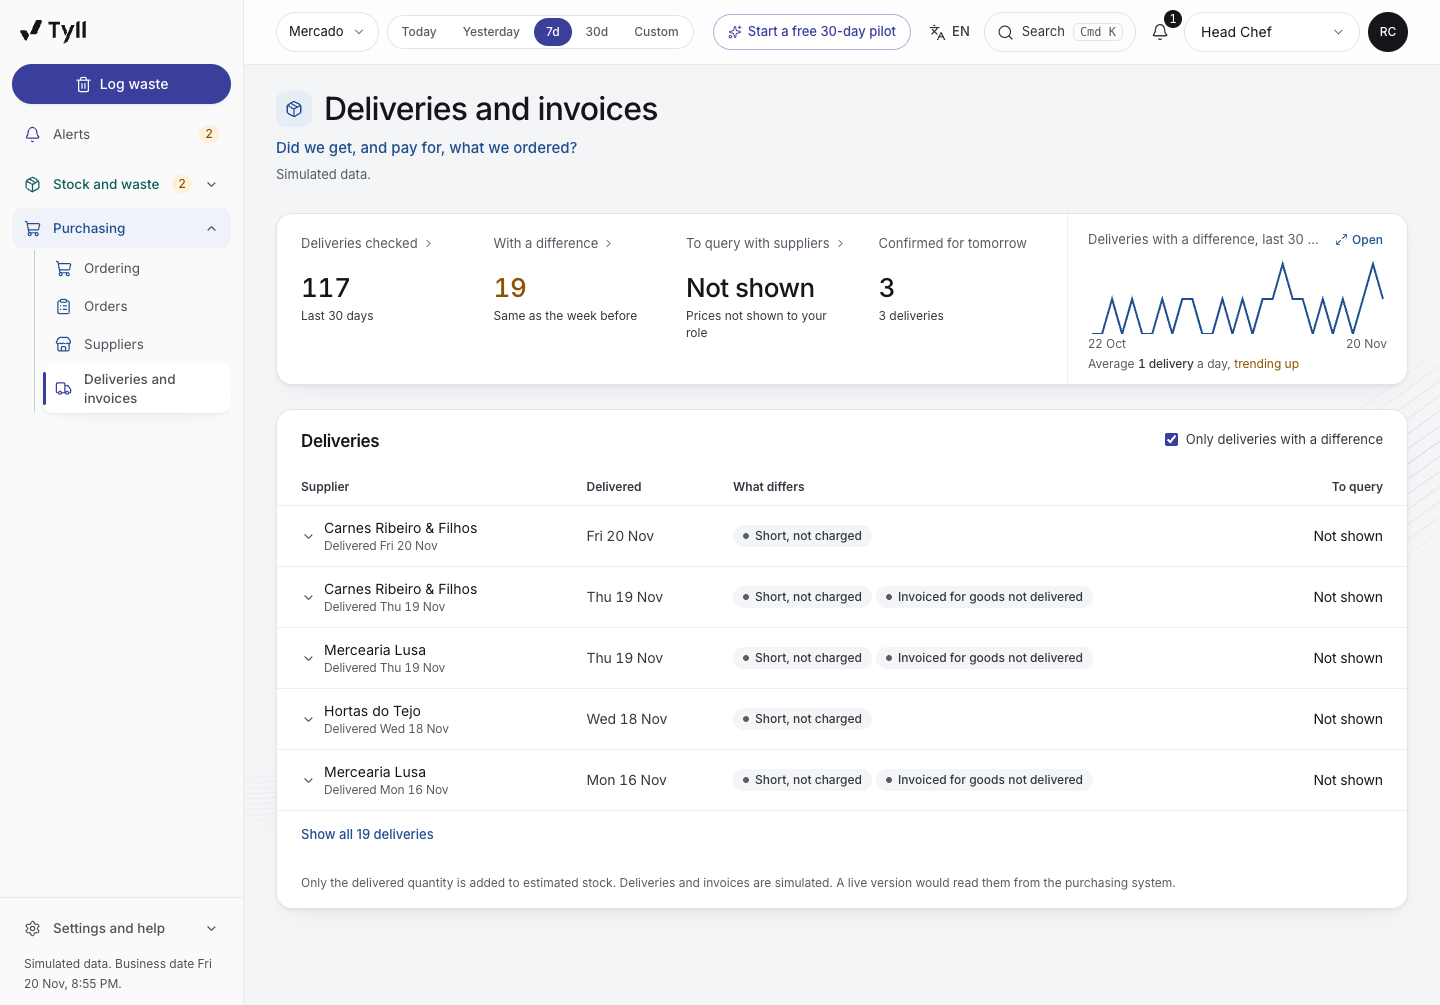 Tyll
Mercado
Today
Yesterday
7d
30d
Custom
Start a free 30-day pilot
EN
Search
Cmd K
1
Head Chef
RC
Log waste
Alerts
2
Stock and waste
2
Purchasing
Ordering
Orders
Suppliers
Deliveries and
invoices
Settings and help
Simulated data. Business date Fri
20 Nov, 8:55 PM.
Deliveries and invoices
Did we get, and pay for, what we ordered?
Simulated data.
Deliveries checked
117
Last 30 days
With a difference
19
Same as the week before
To query with suppliers
Not shown
Prices not shown to your
role
Confirmed for tomorrow
3
3 deliveries
Deliveries with a difference, last 30 ...
Open
22 Oct
20 Nov
Average 1 delivery a day, trending up
Deliveries
Only deliveries with a difference
Supplier
Delivered
What differs
To query
Carnes Ribeiro & Filhos
Delivered Fri 20 Nov
Fri 20 Nov
Short, not charged
Not shown
Carnes Ribeiro & Filhos
Delivered Thu 19 Nov
Thu 19 Nov
Short, not charged
Invoiced for goods not delivered
Not shown
Mercearia Lusa
Delivered Thu 19 Nov
Thu 19 Nov
Short, not charged
Invoiced for goods not delivered
Not shown
Hortas do Tejo
Delivered Wed 18 Nov
Wed 18 Nov
Short, not charged
Not shown
Mercearia Lusa
Delivered Mon 16 Nov
Mon 16 Nov
Short, not charged
Invoiced for goods not delivered
Not shown
Show all 19 deliveries
Only the delivered quantity is added to estimated stock. Deliveries and invoices are simulated. A live version would read them from the purchasing system.